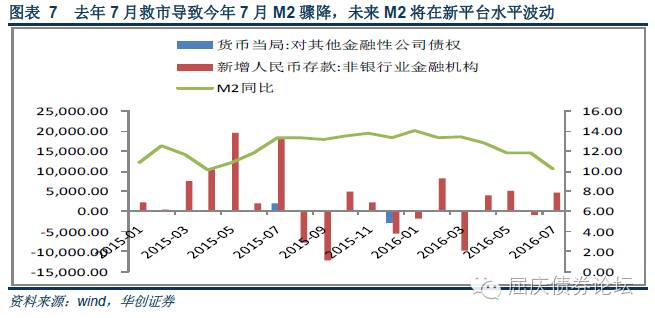 图表 7 去年 7 月救市导致今年 7 月 M2 骤降，未来 M2 将在新平台水平波动
货币当局:对其他金融性公司债权
新增人民币存款:非银行业金融机构
M2同比
25,000.00 16.00
20,000.00 14.00
15,000.00 12.00
10,000.00 10.00
5,000.00 8.00
0.00 6.00
-5,000.00 4.00
-10,000.00 2.00
-15,000.00 0.00
2015-01 2015-03 2015-05 2015-07 2015-09 2015-11 2016-01 2016-03 2016-05 2016-07
屈庆债券论坛
资料来源：wind，华创证券